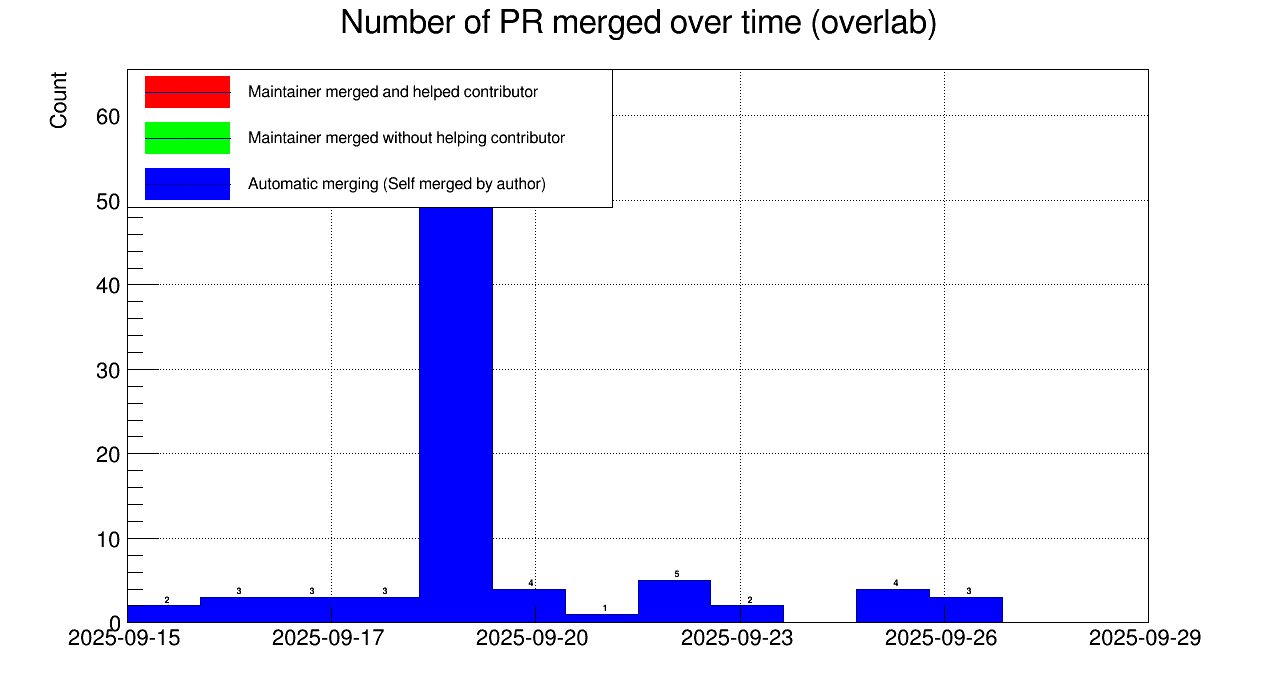 Number of PR merged over time (overlab)
Count
Maintainer merged and helped contributor
Maintainer merged without helping contributor
Automatic merging (Self merged by author)
60
50
40
30
20
10
0
2 3 3 3 4 1 5 2 4 3
2025-09-15 2025-09-17 2025-09-20 2025-09-23 2025-09-26 2025-09-29